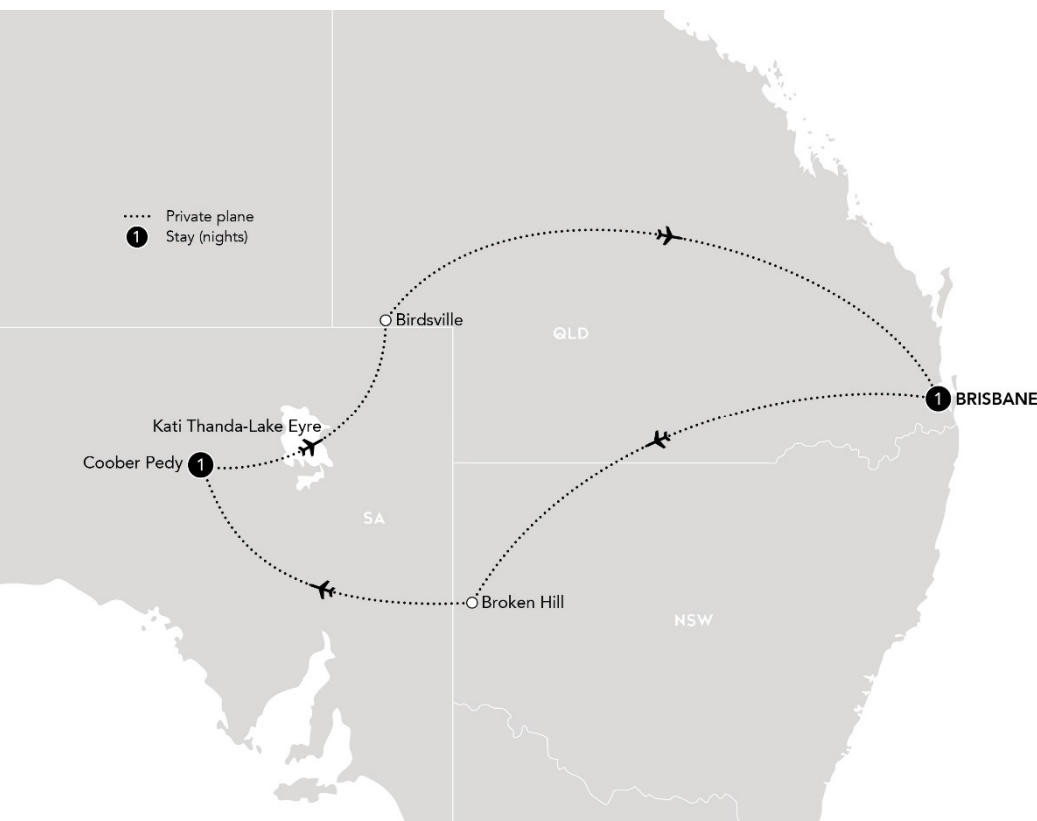 Private plane
1 Stay (nights)
Birdsville
QLD
1 BRISBANE
Kati Thanda-Lake Eyre
Coober Pedy 1
SA
Broken Hill
NSW